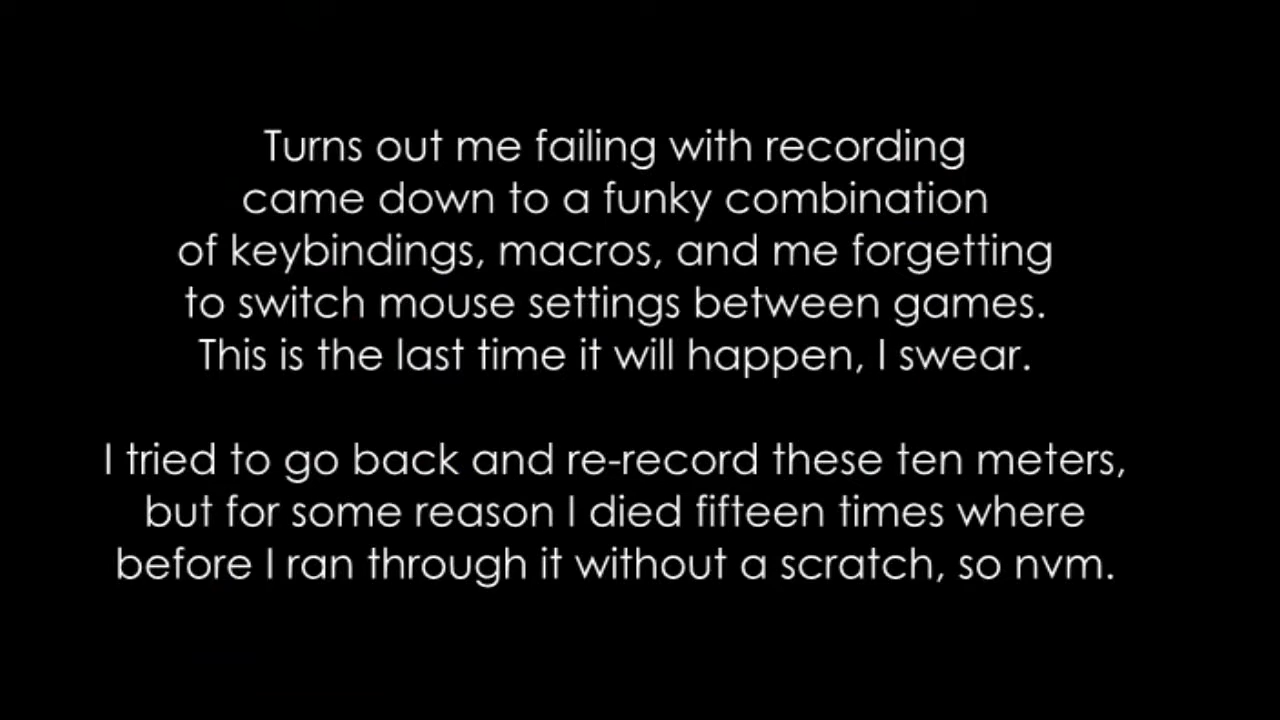 Turns out me failing with recording
came down to a funky combination
of keybindings, macros, and me forgetting
to switch mouse settings between games.
This is the last time it will happen, I swear.
I tried to go back and re-record these ten meters,
but for some reason I died fifteen times where
before I ran through it without a scratch, so nvm.